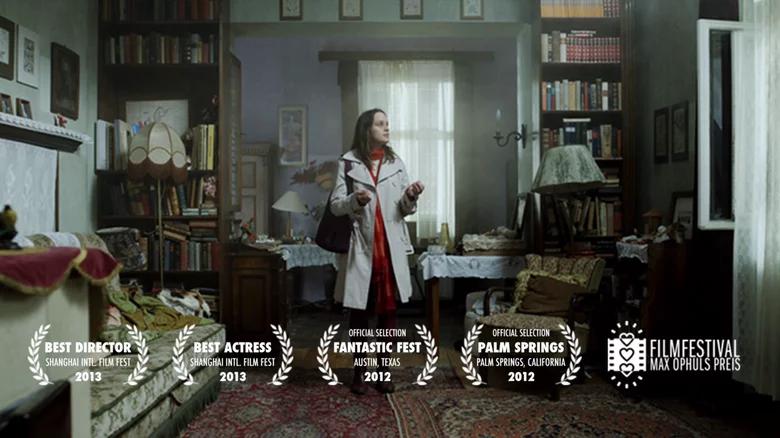 BEST DIRECTOR
SHANGHAI INTL. FILM FEST
2013
BEST ACTRESS
SHANGHAI INTL. FILM FEST
2013
OFFICIAL SELECTION
FANTASTIC FEST
AUSTIN, TEXAS
2012
OFFICIAL SELECTION
PALM SPRINGS
PALM SPRINGS, CALIFORNIA
2012
FILMFESTIVAL
MAX OPHÜLS PREIS